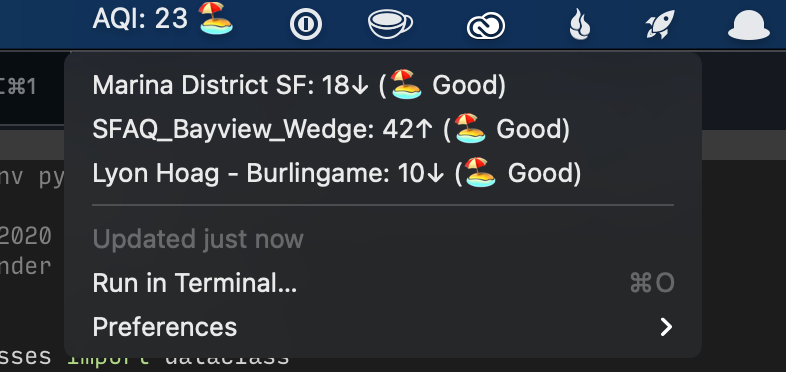 AQI: 23 🏖️
⌘1
Marina District SF: 18↓ (🏖️ Good)
SFAQ_Bayview_Wedge: 42↑ (🏖️ Good)
nv py
Lyon Hoag - Burlingame: 10↓ (🏖️ Good)
2020
Updated just now
nder
Run in Terminal... ⌘O
Preferences
sses import dataclass